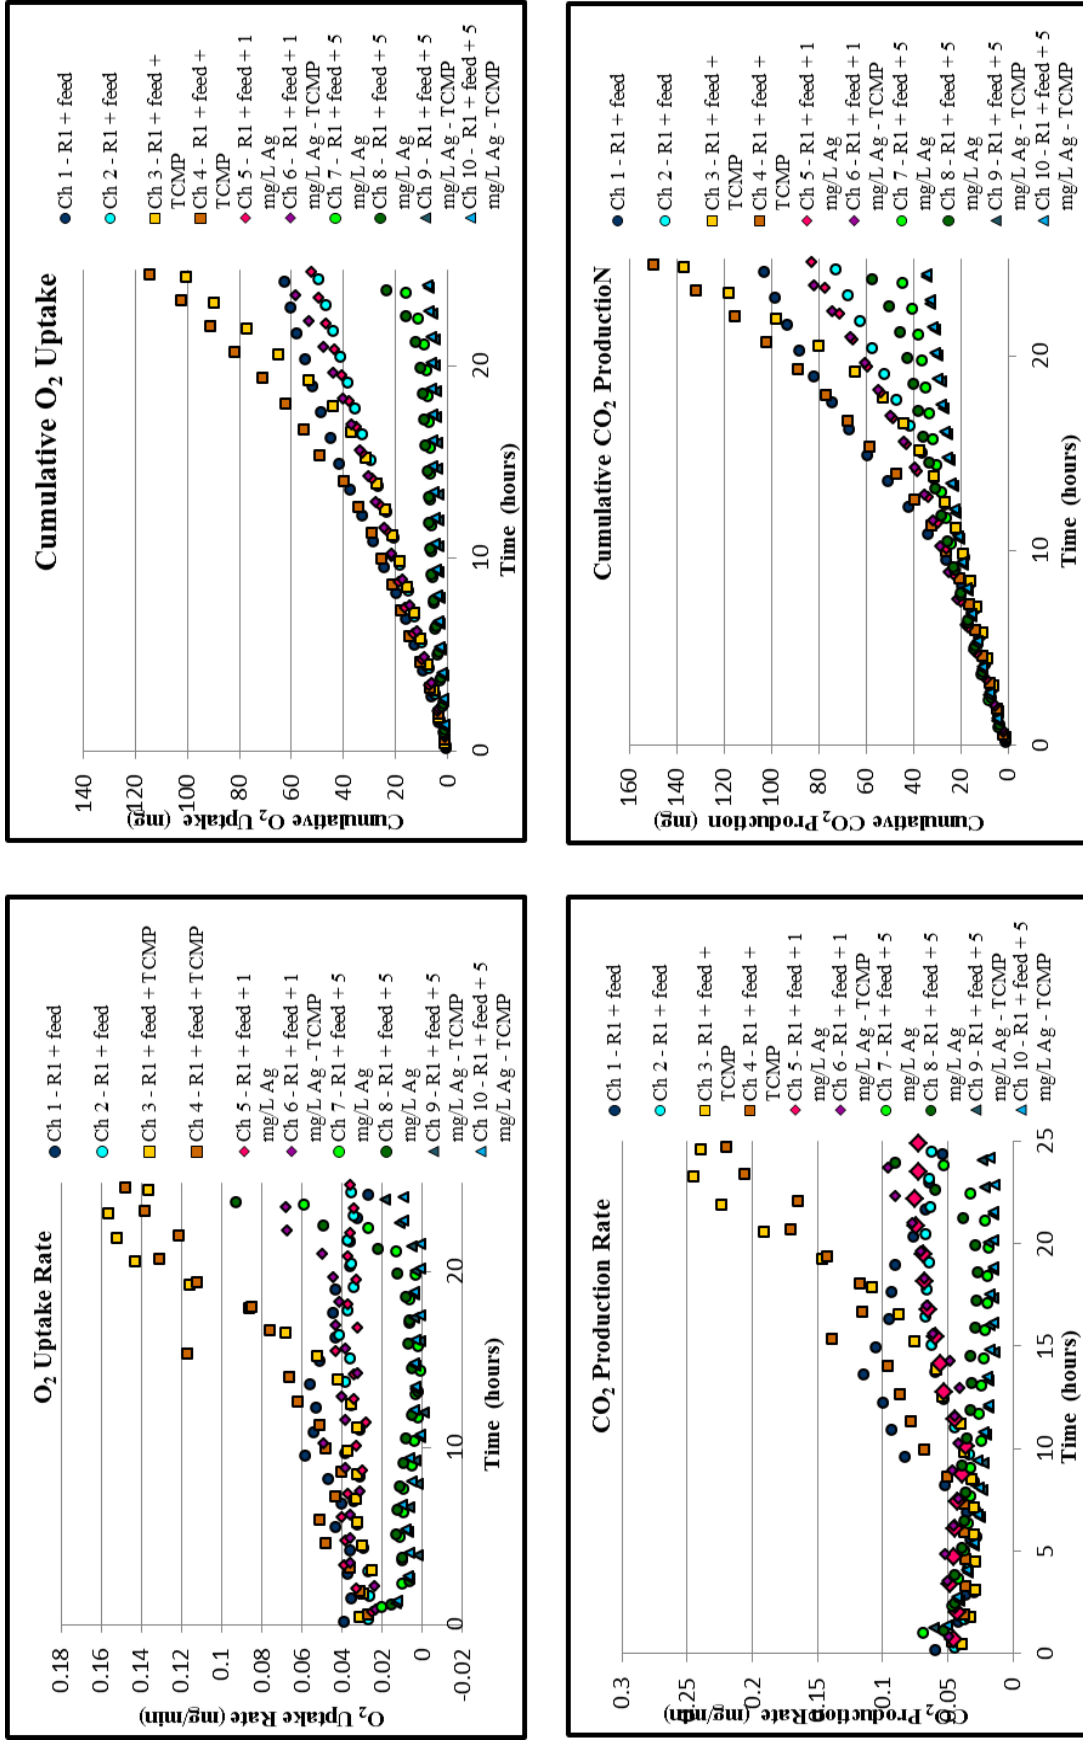 O₂ Uptake Rate
0.18
0.16
0.14
0.12
0.1
0.08
0.06
0.04
0.02
0
-0.02
O₂ Uptake Rate (mg/min)
0
10
20
Time (hours)
Ch 1 - R1 + feed
Ch 2 - R1 + feed
Ch 3 - R1 + feed + TCMP
Ch 4 - R1 + feed + TCMP
Ch 5 - R1 + feed + 1
mg/L Ag
Ch 6 - R1 + feed + 1
mg/L Ag - TCMP
Ch 7 - R1 + feed + 5
mg/L Ag
Ch 8 - R1 + feed + 5
mg/L Ag
Ch 9 - R1 + feed + 5
mg/L Ag - TCMP
Ch 10 - R1 + feed + 5
mg/L Ag - TCMP
Cumulative O₂ Uptake
140
120
100
80
60
40
20
0
Cumulative O₂ Uptake (mg)
0
10
20
Time (hours)
Ch 1 - R1 + feed
Ch 2 - R1 + feed
Ch 3 - R1 + feed +
TCMP
Ch 4 - R1 + feed +
TCMP
Ch 5 - R1 + feed + 1
mg/L Ag
Ch 6 - R1 + feed + 1
mg/L Ag - TCMP
Ch 7 - R1 + feed + 5
mg/L Ag
Ch 8 - R1 + feed + 5
mg/L Ag
Ch 9 - R1 + feed + 5
mg/L Ag - TCMP
Ch 10 - R1 + feed + 5
mg/L Ag - TCMP
CO₂ Production Rate
0.3
0.25
0.2
0.15
0.1
0.05
0
CO₂ Production Rate (mg/min)
0
5
10
15
20
25
Time (hours)
Ch 1 - R1 + feed
Ch 2 - R1 + feed
Ch 3 - R1 + feed +
TCMP
Ch 4 - R1 + feed +
TCMP
Ch 5 - R1 + feed + 1
mg/L Ag
Ch 6 - R1 + feed + 1
mg/L Ag - TCMP
Ch 7 - R1 + feed + 5
mg/L Ag
Ch 8 - R1 + feed + 5
mg/L Ag
Ch 9 - R1 + feed + 5
mg/L Ag - TCMP
Ch 10 - R1 + feed + 5
mg/L Ag - TCMP
Cumulative CO₂ ProductioN
160
140
120
100
80
60
40
20
0
Cumulative CO₂ Production (mg)
0
10
20
Time (hours)
Ch 1 - R1 + feed
Ch 2 - R1 + feed
Ch 3 - R1 + feed +
TCMP
Ch 4 - R1 + feed +
TCMP
Ch 5 - R1 + feed + 1
mg/L Ag
Ch 6 - R1 + feed + 1
mg/L Ag - TCMP
Ch 7 - R1 + feed + 5
mg/L Ag
Ch 8 - R1 + feed + 5
mg/L Ag
Ch 9 - R1 + feed + 5
mg/L Ag - TCMP
Ch 10 - R1 + feed + 5
mg/L Ag - TCMP